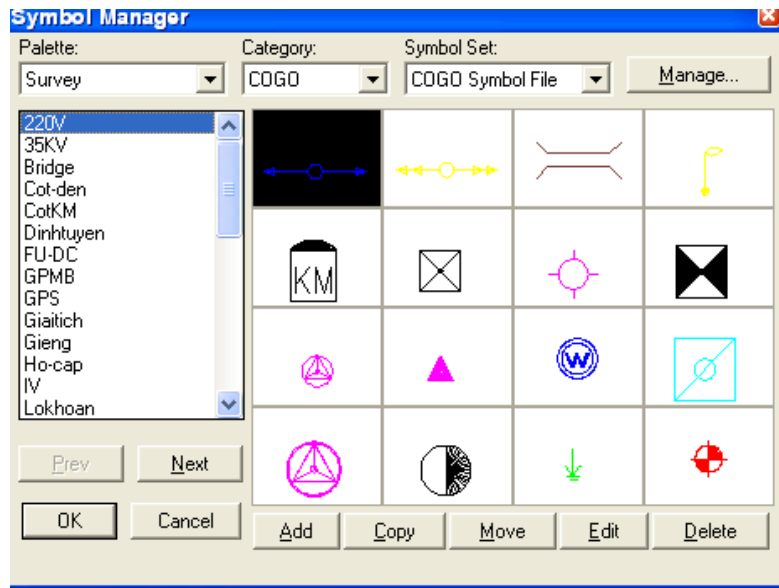 Symbol Manager
Palette: Category: Symbol Set:
Survey COGO COGO Symbol File Manage...
220V
35KV
Bridge
Cot-den
CotKM
Dinhtuyen
FU-DC
GPMB
GPS
Giaitich
Gieng
Ho-cap
IV
Lokhoan
KM
W
Prev Next
OK Cancel
Add Copy Move Edit Delete